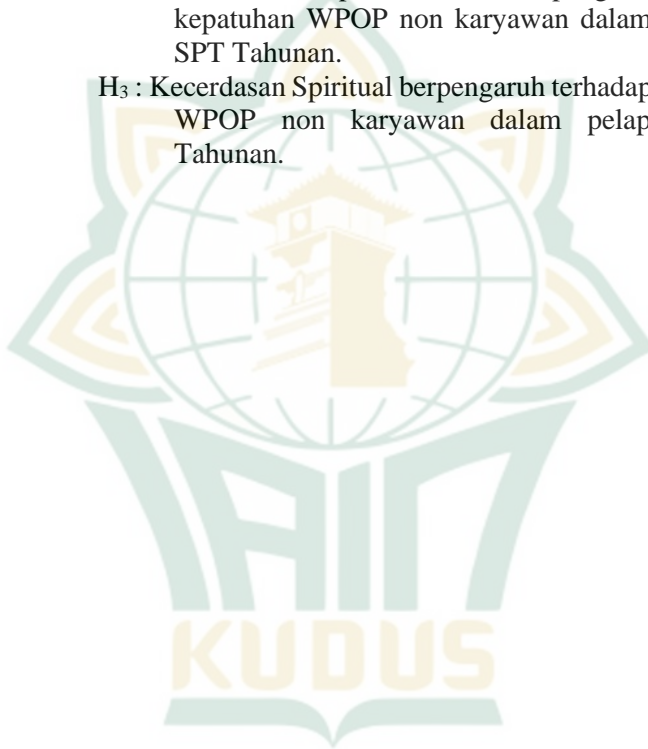 kepatuhan WPOP non karyawan dalam
SPT Tahunan.
H₃ : Kecerdasan Spiritual berpengaruh terhadap
WPOP non karyawan dalam pelap
Tahunan.
IAIN
KUDUS